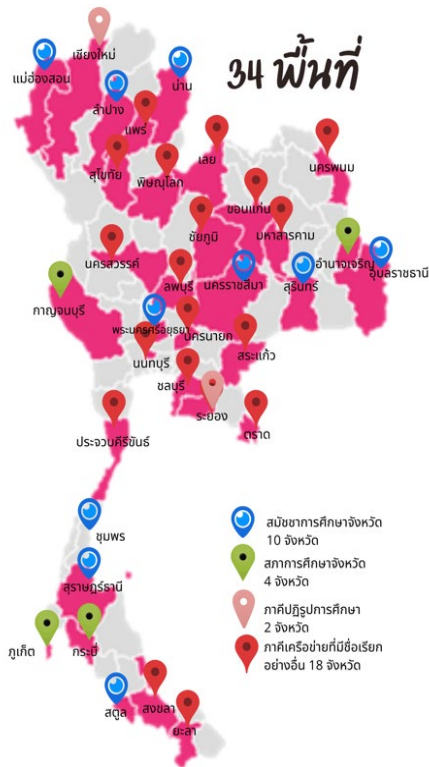 34 พื้นที่
เชียงใหม่
แม่ฮ่องสอน
น่าน
ลำปาง
แพร่
สุโขทัย
พิษณุโลก
เลย
นครพนม
ขอนแก่น
ชัยภูมิ
มหาสารคาม
นครสวรรค์
ลพบุรี
นครราชสีมา
สุรินทร์
อำนาจเจริญ
อุบลราชธานี
กาญจนบุรี
พระนครศรีอยุธยา
นครนายก
นนทบุรี
สระแก้ว
ชลบุรี
ระยอง
ตราด
ประจวบคีรีขันธ์
ชุมพร
สุราษฎร์ธานี
ภูเก็ต
กระบี่
สตูล
สงขลา
ยะลา
สมัชชาการศึกษาจังหวัด
10 จังหวัด
สภาการศึกษาจังหวัด
4 จังหวัด
ภาคีปฏิรูปการศึกษา
2 จังหวัด
ภาคีเครือข่ายที่มีชื่อเรียก
อย่างอื่น 18 จังหวัด